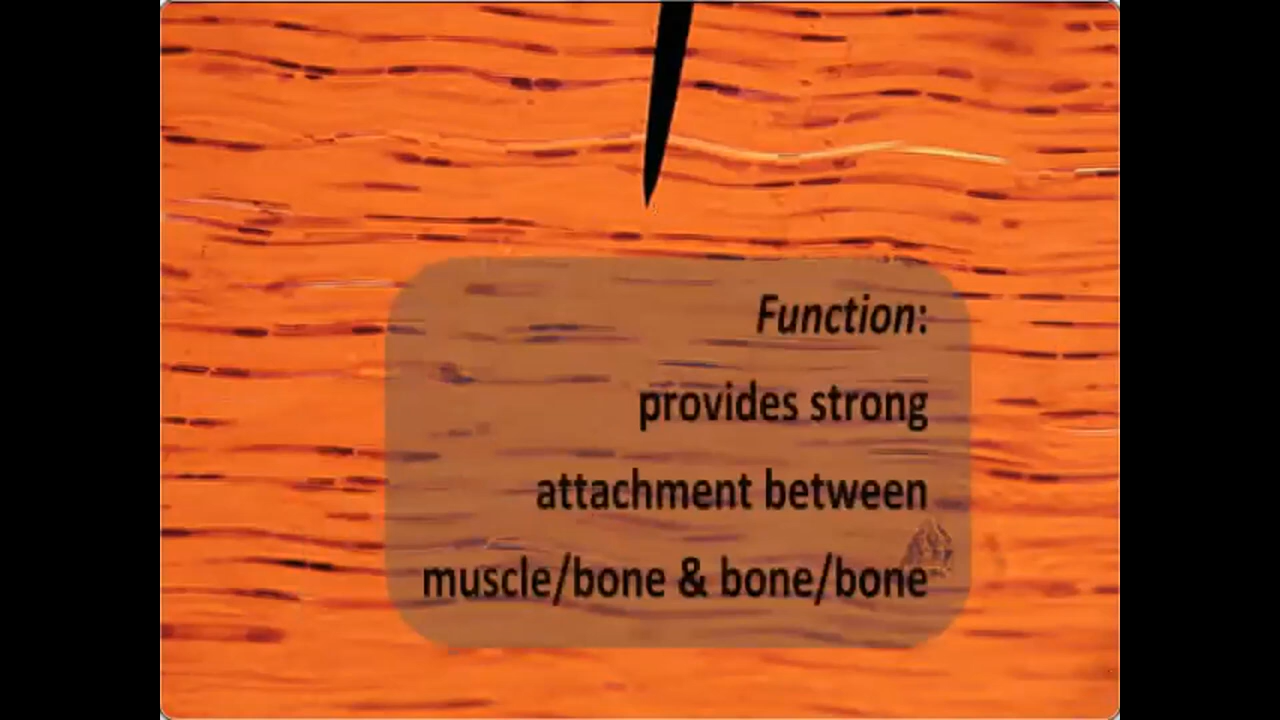 Function:
provides strong
attachment between
muscle/bone & bone/bone